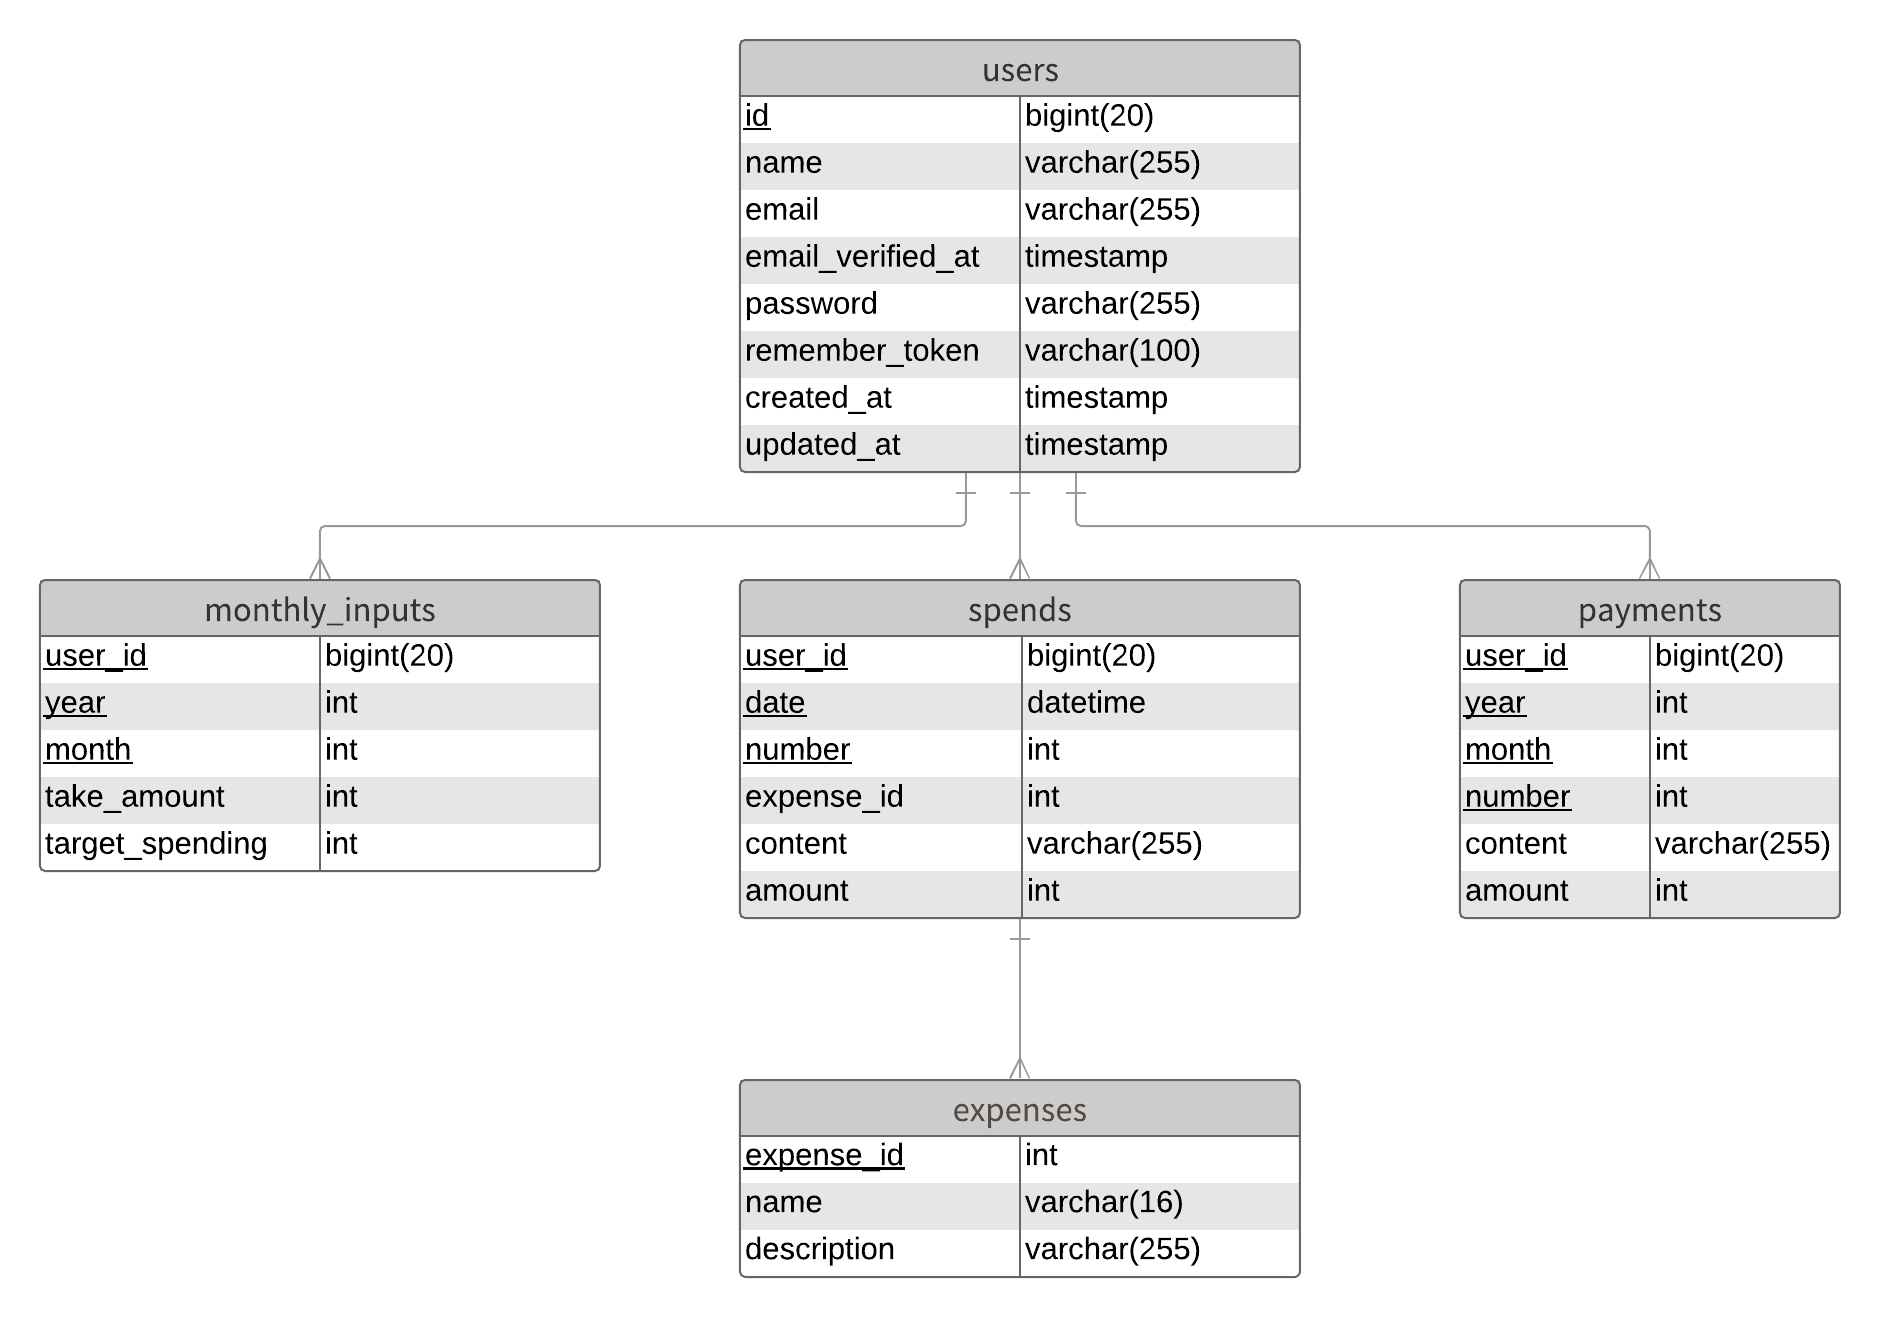 users
id bigint(20)
name varchar(255)
email varchar(255)
email_verified_at timestamp
password varchar(255)
remember_token varchar(100)
created_at timestamp
updated_at timestamp
monthly_inputs
user_id bigint(20)
year int
month int
take_amount int
target_spending int
spends
user_id bigint(20)
date datetime
number int
expense_id int
content varchar(255)
amount int
payments
user_id bigint(20)
year int
month int
number int
content varchar(255)
amount int
expenses
expense_id int
name varchar(16)
description varchar(255)